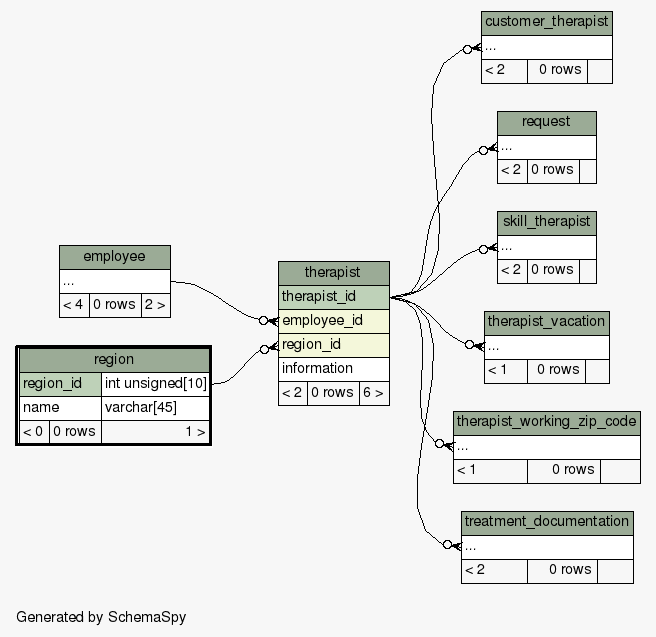 customer_therapist
...
< 2 0 rows
request
...
< 2 0 rows
skill_therapist
...
< 2 0 rows
employee
...
< 4 0 rows 2 >
therapist
therapist_id
employee_id
region_id
information
< 2 0 rows 6 >
region
region_id int unsigned[10]
name varchar[45]
< 0 0 rows 1 >
therapist_vacation
...
< 1 0 rows
therapist_working_zip_code
...
< 1 0 rows
treatment_documentation
...
< 2 0 rows
Generated by SchemaSpy